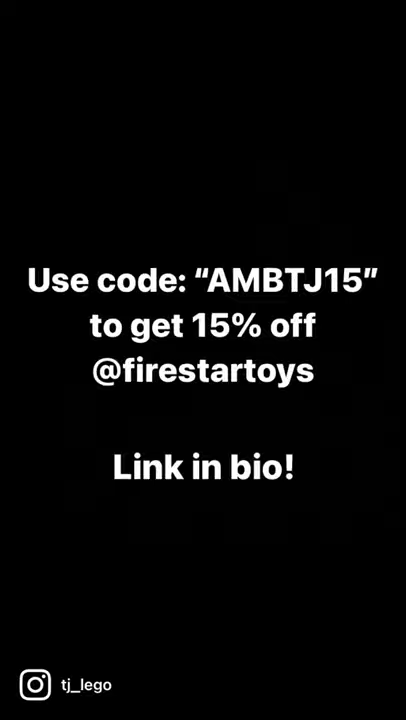 Use code: “AMBTJ15”
to get 15% off
@firestartoys
Link in bio!
tj_lego